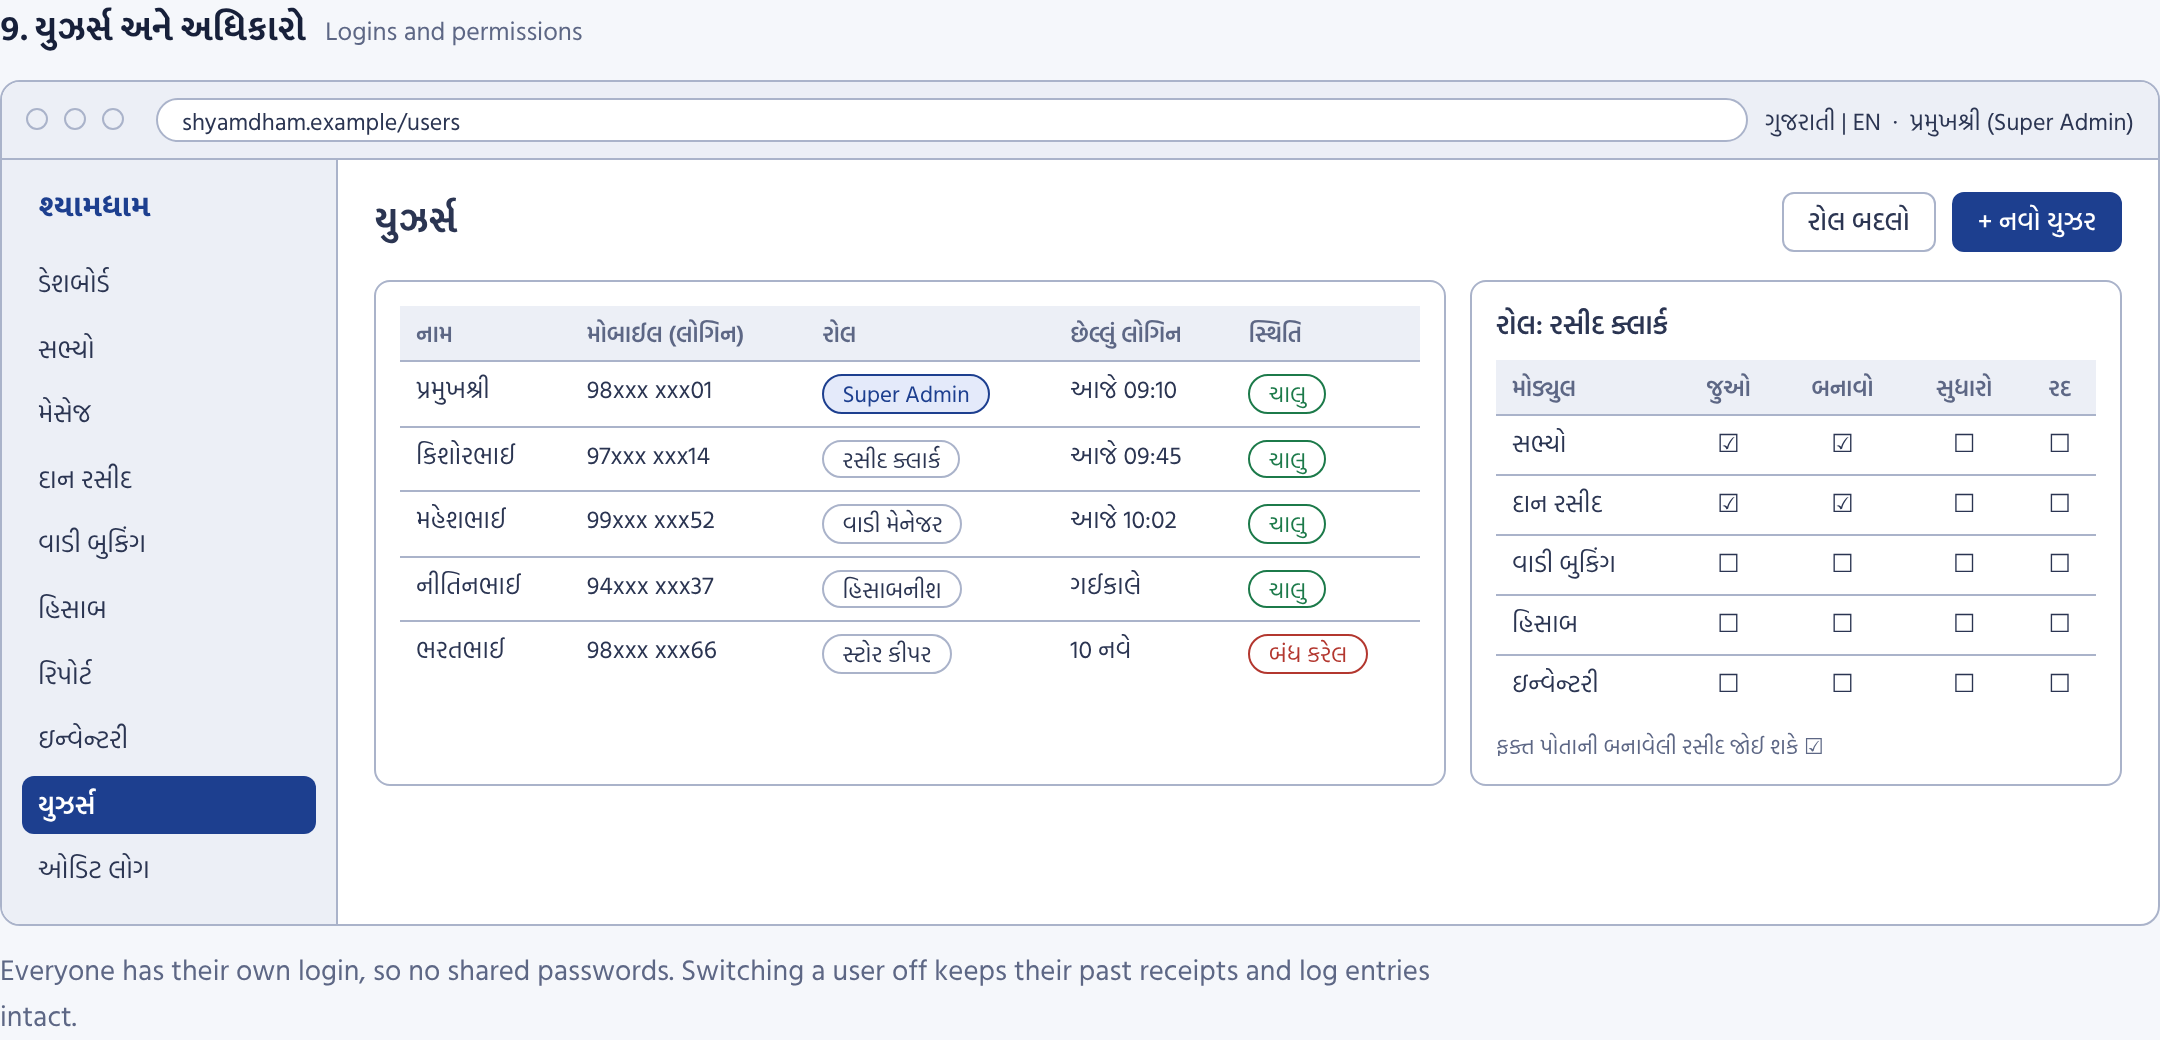 9. યુઝર્સ અને અધિકારો Logins and permissions
shyamdham.example/users
ગુજરાતી | EN · પ્રમુખશ્રી (Super Admin)
શ્યામધામ
ડેશબોર્ડ
સભ્યો
મેસેજ
દાન રસીદ
વાડી બુકિંગ
હિસાબ
રિપોર્ટ
ઇન્વેન્ટરી
યુઝર્સ
ઓડિટ લોગ
યુઝર્સ
રોલ બદલો
+ નવો યુઝર
નામ મોબાઈલ (લોગિન) રોલ છેલ્લું લોગિન સ્થિતિ
પ્રમુખશ્રી 98xxx xxx01 Super Admin આજે 09:10 ચાલુ
કિશોરભાઈ 97xxx xxx14 રસીદ ક્લાર્ક આજે 09:45 ચાલુ
મહેશભાઈ 99xxx xxx52 વાડી મેનેજર આજે 10:02 ચાલુ
નીતિનભાઈ 94xxx xxx37 હિસાબનીશ ગઈકાલે ચાલુ
ભરતભાઈ 98xxx xxx66 સ્ટોર કીપર 10 નવે બંધ કરેલ
રોલ: રસીદ ક્લાર્ક
મોડ્યુલ જુઓ બનાવો સુધારો રદ
સભ્યો ☑ ☑ ☐ ☐
દાન રસીદ ☑ ☑ ☐ ☐
વાડી બુકિંગ ☐ ☐ ☐ ☐
હિસાબ ☐ ☐ ☐ ☐
ઇન્વેન્ટરી ☐ ☐ ☐ ☐
ફક્ત પોતાની બનાવેલી રસીદ જોઈ શકે ☑
Everyone has their own login, so no shared passwords. Switching a user off keeps their past receipts and log entries
intact.